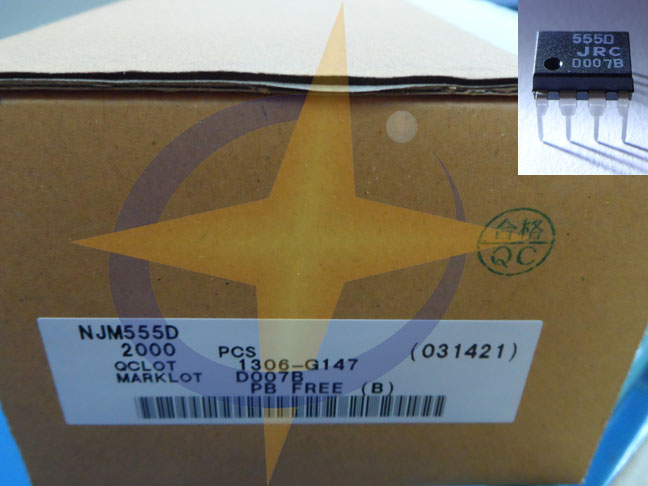 555D
JRC
D007B
合格
QC
NJM555D
2000 PCS (031421)
QCLOT 1306-G147
MARKLOT D007B
PB FREE (B)